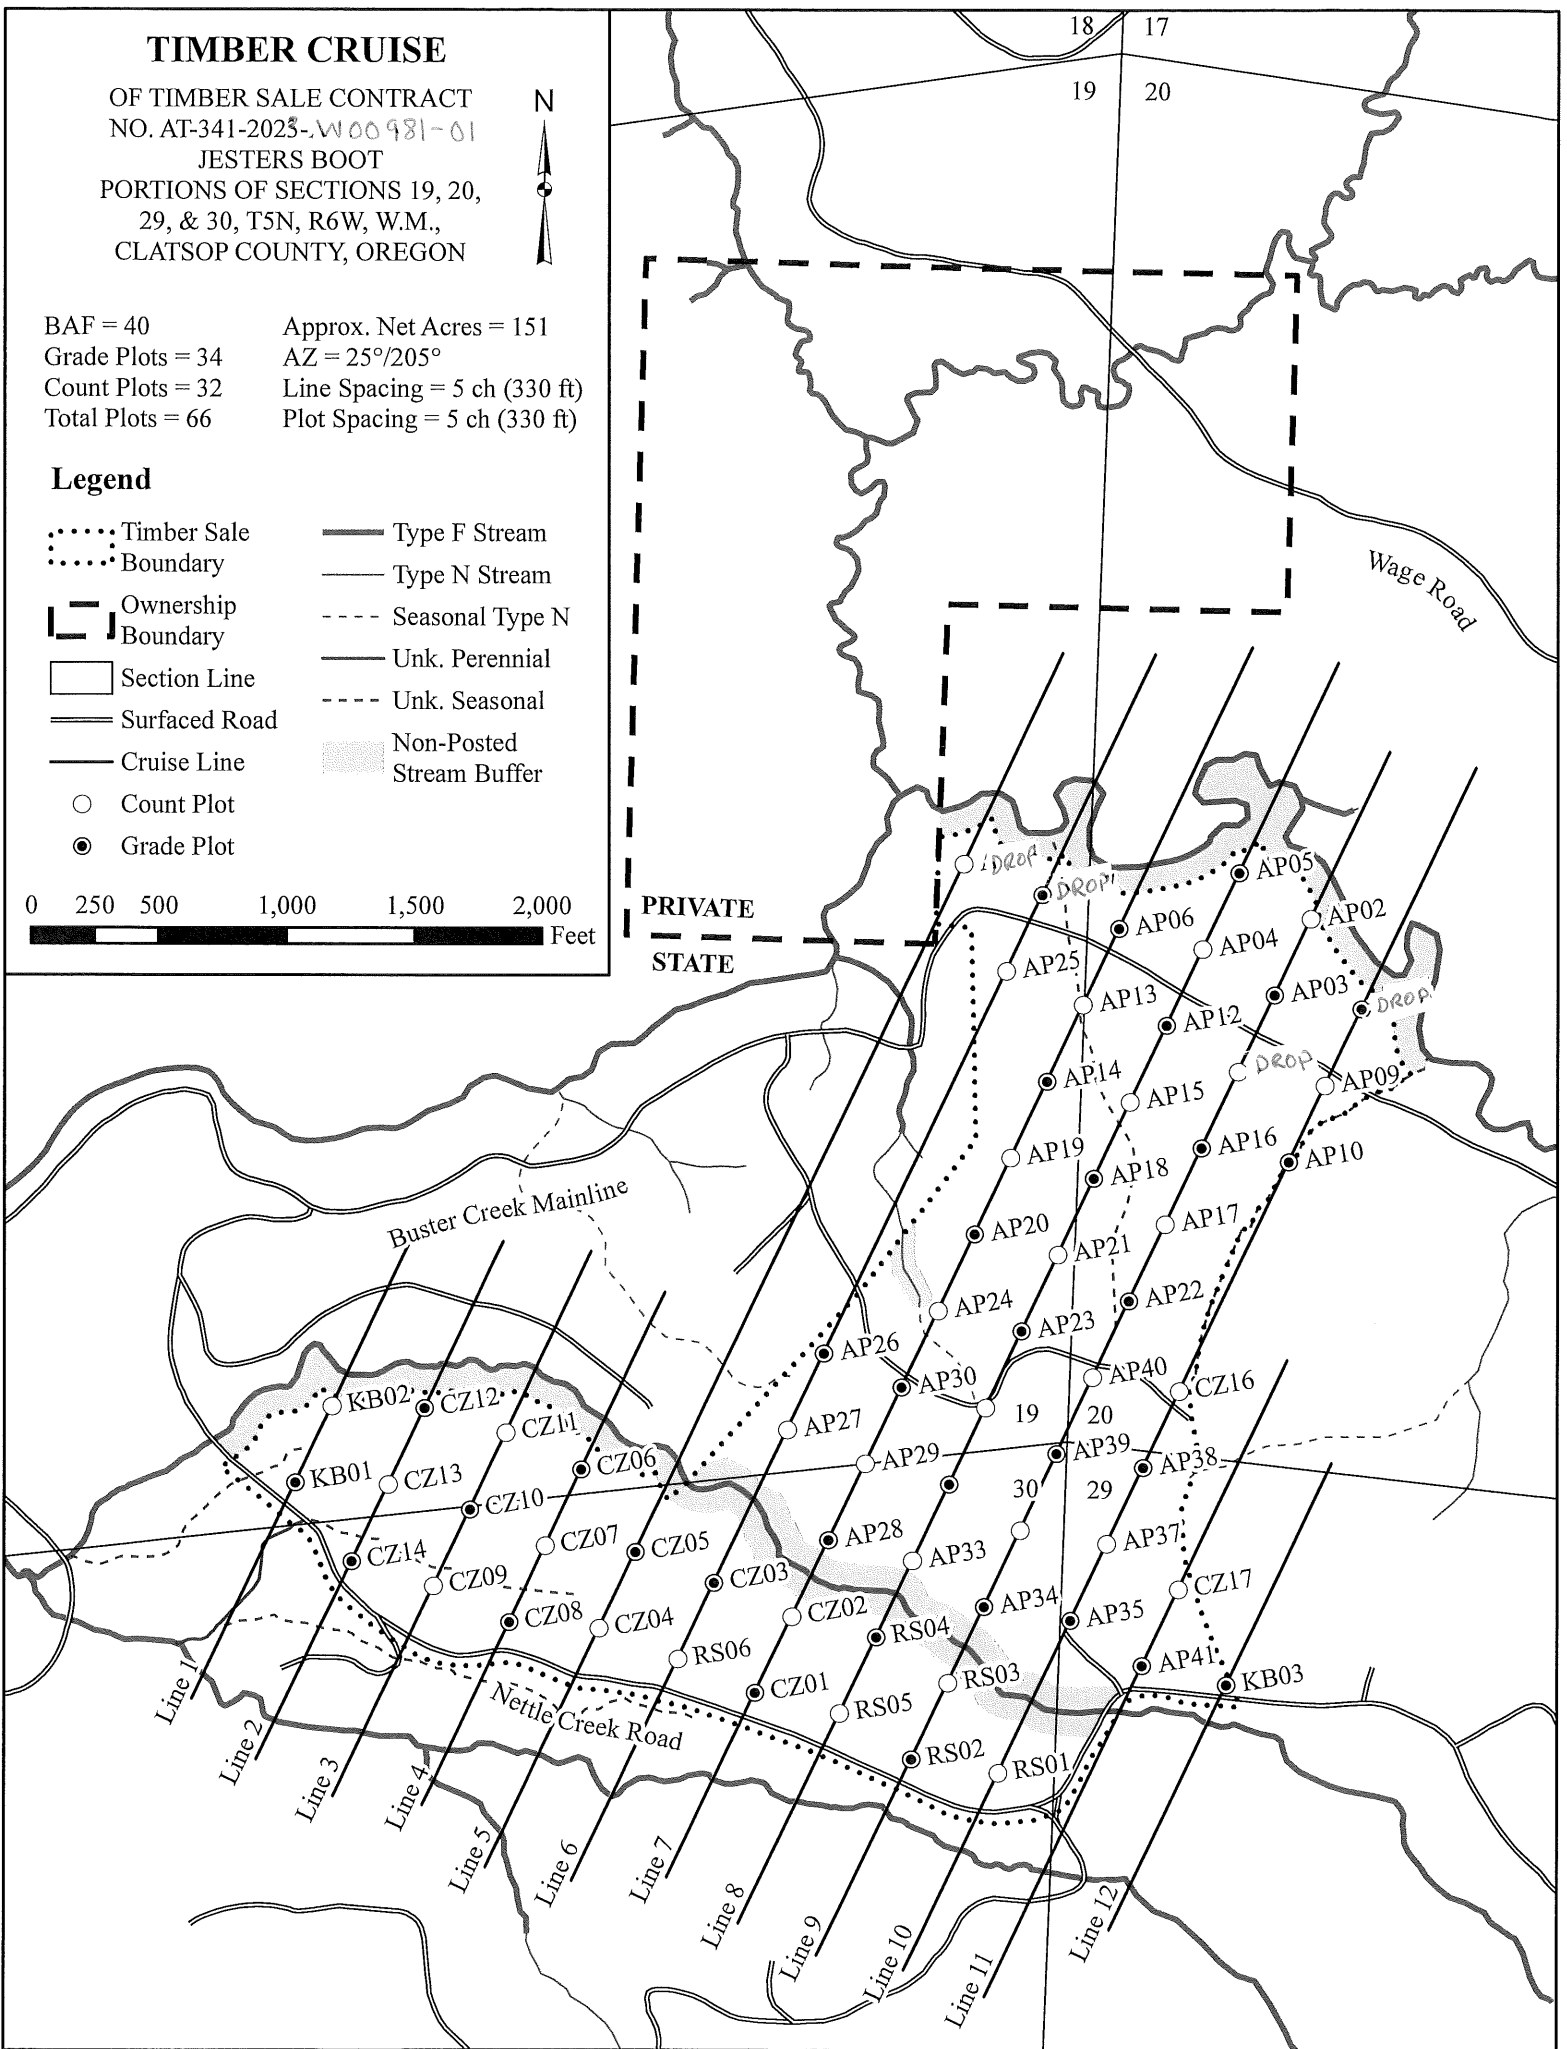 TIMBER CRUISE
OF TIMBER SALE CONTRACT
NO. AT-341-2023-W00981-01
JESTERS BOOT
PORTIONS OF SECTIONS 19, 20,
29, & 30, T5N, R6W, W.M.,
CLATSOP COUNTY, OREGON
N
BAF = 40
Grade Plots = 34
Count Plots = 32
Total Plots = 66
Approx. Net Acres = 151
AZ = 25°/205°
Line Spacing = 5 ch (330 ft)
Plot Spacing = 5 ch (330 ft)
Legend
Timber Sale
Boundary
Ownership
Boundary
Section Line
Surfaced Road
Cruise Line
Count Plot
Grade Plot
Type F Stream
Type N Stream
Seasonal Type N
Unk. Perennial
Unk. Seasonal
Non-Posted
Stream Buffer
0 250 500 1,000 1,500 2,000
Feet
18 17
19 20
Wage Road
PRIVATE
STATE
DROP
DROP
AP05
AP02
AP06
AP04
AP25
AP03
DROP
AP13
AP12
DROP
AP14
AP09
AP15
AP19
AP16
AP10
AP18
Buster Creek Mainline
AP17
AP20
AP21
AP22
AP24
AP23
AP26
AP30
AP40
CZ16
KB02
CZ12
CZ11
AP27
19 20
AP39
AP38
AP29
CZ06
KB01
CZ13
CZ10
30 29
CZ14
CZ07
CZ05
AP28
AP33
AP37
CZ09
CZ03
CZ17
CZ08
CZ04
CZ02
AP34
AP35
RS04
RS06
AP41
KB03
CZ01
RS03
RS05
Nettle Creek Road
RS02
RS01
Line 1
Line 2
Line 3
Line 4
Line 5
Line 6
Line 7
Line 8
Line 9
Line 10
Line 11
Line 12